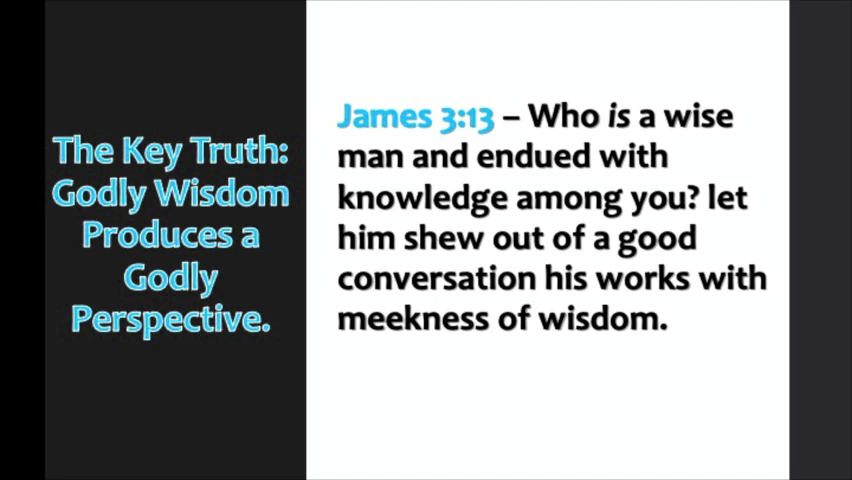 The Key Truth:
Godly Wisdom
Produces a
Godly
Perspective.
James 3:13 – Who is a wise
man and endued with
knowledge among you? let
him shew out of a good
conversation his works with
meekness of wisdom.